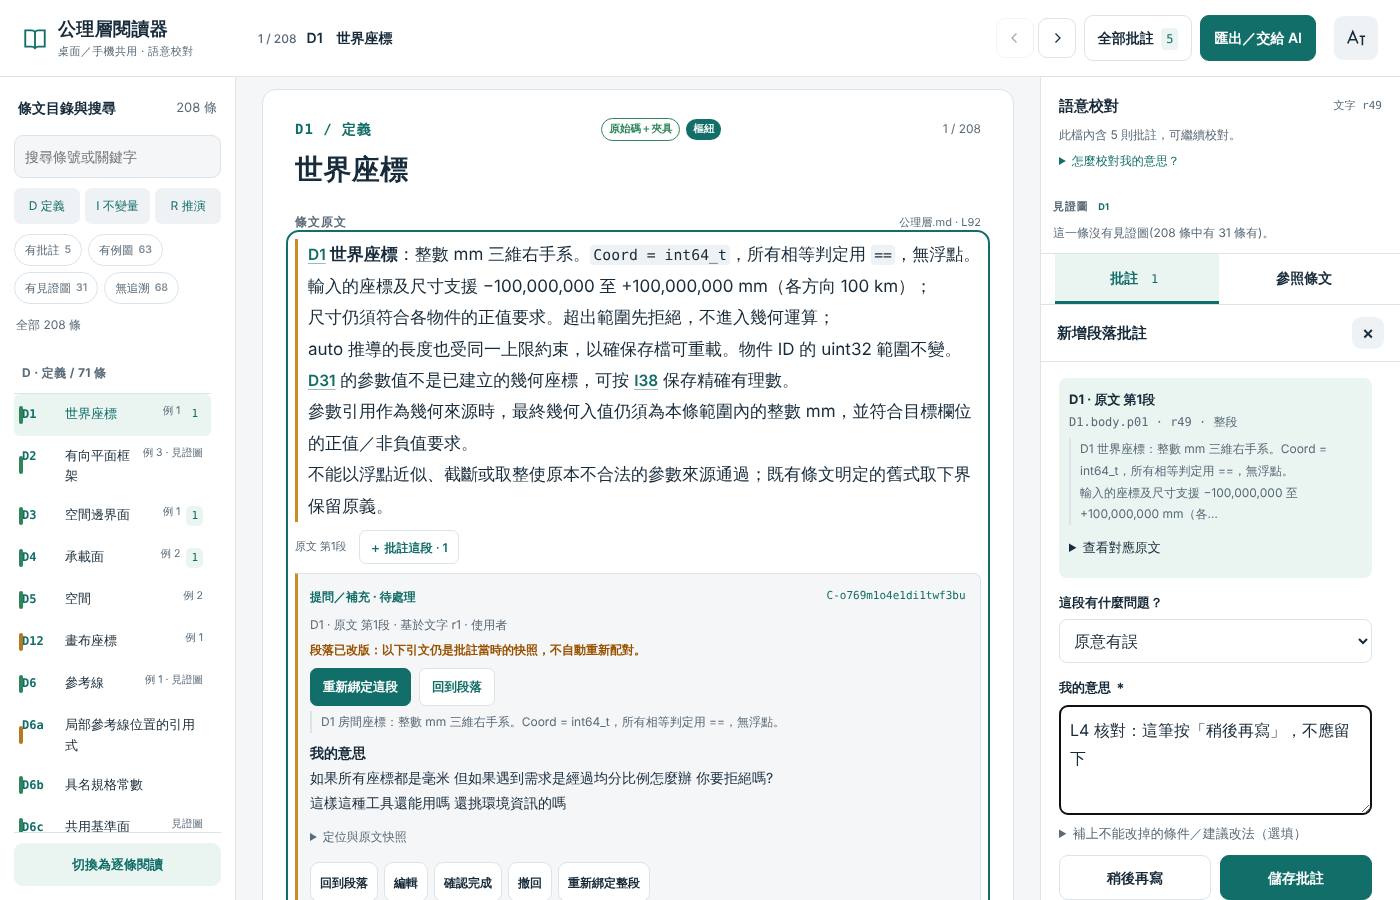 公理層閱讀器
桌面／手機共用 · 語意校對
1 / 208 D1 世界座標
全部批註 5
匯出／交給 AI
條文目錄與搜尋 208 條
搜尋條號或關鍵字
D 定義 I 不變量 R 推演
有批註 5 有例圖 63
有見證圖 31 無追溯 68
全部 208 條
D · 定義 / 71 條
D1 世界座標 例 1 1
D2 有向平面框架 例 3 · 見證圖
D3 空間邊界面 例 1 1
D4 承載面 例 2 1
D5 空間 例 2
D12 畫布座標 例 1
D6 參考線 例 1 · 見證圖
D6a 局部參考線位置的引用式
D6b 具名規格常數
D6c 共用基準面 見證圖
切換為逐條閱讀
D1 / 定義 原始碼＋夾具 樞紐 1 / 208
世界座標
條文原文 公理層.md · L92
D1 世界座標：整數 mm 三維右手系。Coord = int64_t，所有相等判定用 ==，無浮點。
輸入的座標及尺寸支援 −100,000,000 至 +100,000,000 mm（各方向 100 km）；
尺寸仍須符合各物件的正值要求。超出範圍先拒絕，不進入幾何運算；
auto 推導的長度也受同一上限約束，以確保存檔可重載。物件 ID 的 uint32 範圍不變。
D31 的參數值不是已建立的幾何座標，可按 I38 保存精確有理數。
參數引用作為幾何來源時，最終幾何入值仍須為本條範圍內的整數 mm，並符合目標欄位
的正值／非負值要求。
不能以浮點近似、截斷或取整使原本不合法的參數來源通過；既有條文明定的舊式取下界
保留原義。
原文 第1段 ＋ 批註這段 · 1
提問／補充 · 待處理 C-o769m1o4e1di1twf3bu
D1 · 原文 第1段 · 基於文字 r1 · 使用者
段落已改版：以下引文仍是批註當時的快照，不自動重新配對。
重新綁定這段 回到段落
D1 房間座標：整數 mm 三維右手系。Coord = int64_t，所有相等判定用 ==，無浮點。
我的意思
如果所有座標都是毫米 但如果遇到需求是經過均分比例怎麼辦 你要拒絕嗎?
這樣這種工具還能用嗎 還挑環境資訊的嗎
定位與原文快照
回到段落 編輯 確認完成 撤回 重新綁定整段
語意校對 文字 r49
此檔內含 5 則批註，可繼續校對。
怎麼校對我的意思？
見證圖 D1
這一條沒有見證圖(208 條中有 31 條有)。
批註 1 參照條文
新增段落批註 ×
D1 · 原文 第1段
D1.body.p01 · r49 · 整段
D1 世界座標：整數 mm 三維右手系。Coord =
int64_t，所有相等判定用 ==，無浮點。
輸入的座標及尺寸支援 −100,000,000 至
+100,000,000 mm（各…
查看對應原文
這段有什麼問題？
原意有誤
我的意思 *
L4 核對：這筆按「稍後再寫」，不應留
下
補上不能改掉的條件／建議改法（選填）
稍後再寫 儲存批註